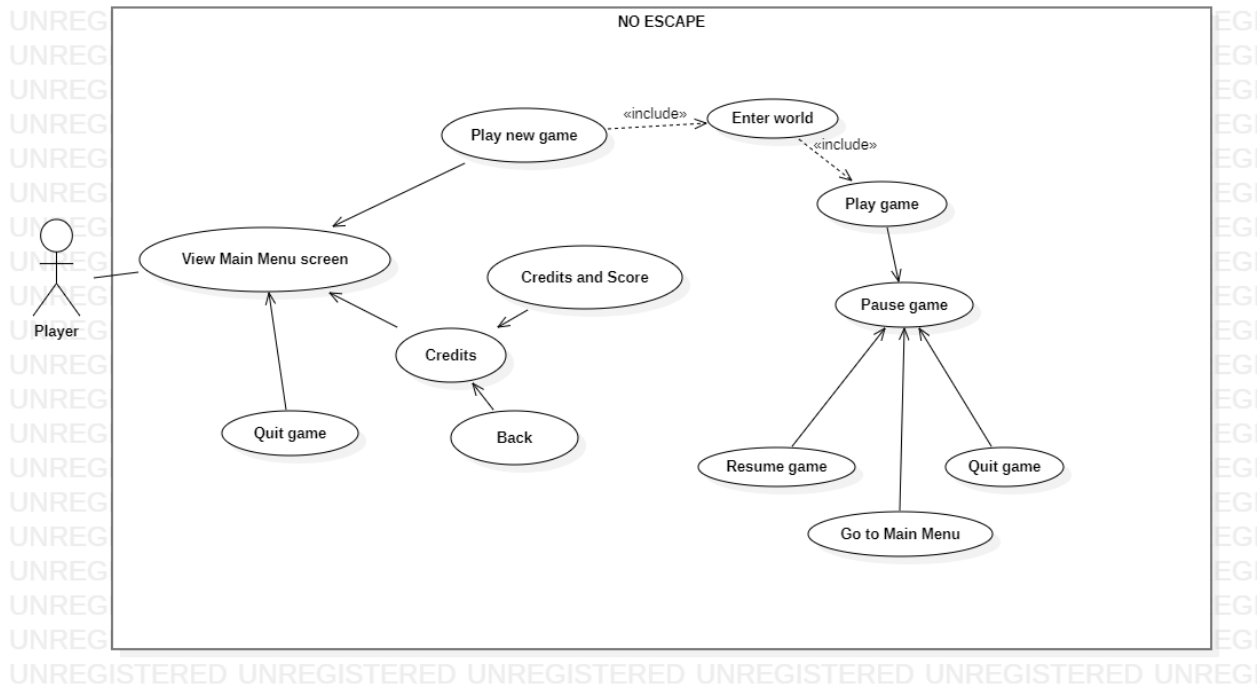 NO ESCAPE
«include»
Enter world
Play new game
«include»
Play game
View Main Menu screen
Credits and Score
Pause game
Player
Credits
Quit game
Back
Resume game
Quit game
Go to Main Menu
UNREGISTERED UNREGISTERED UNREGISTERED UNREGISTERED UNREG